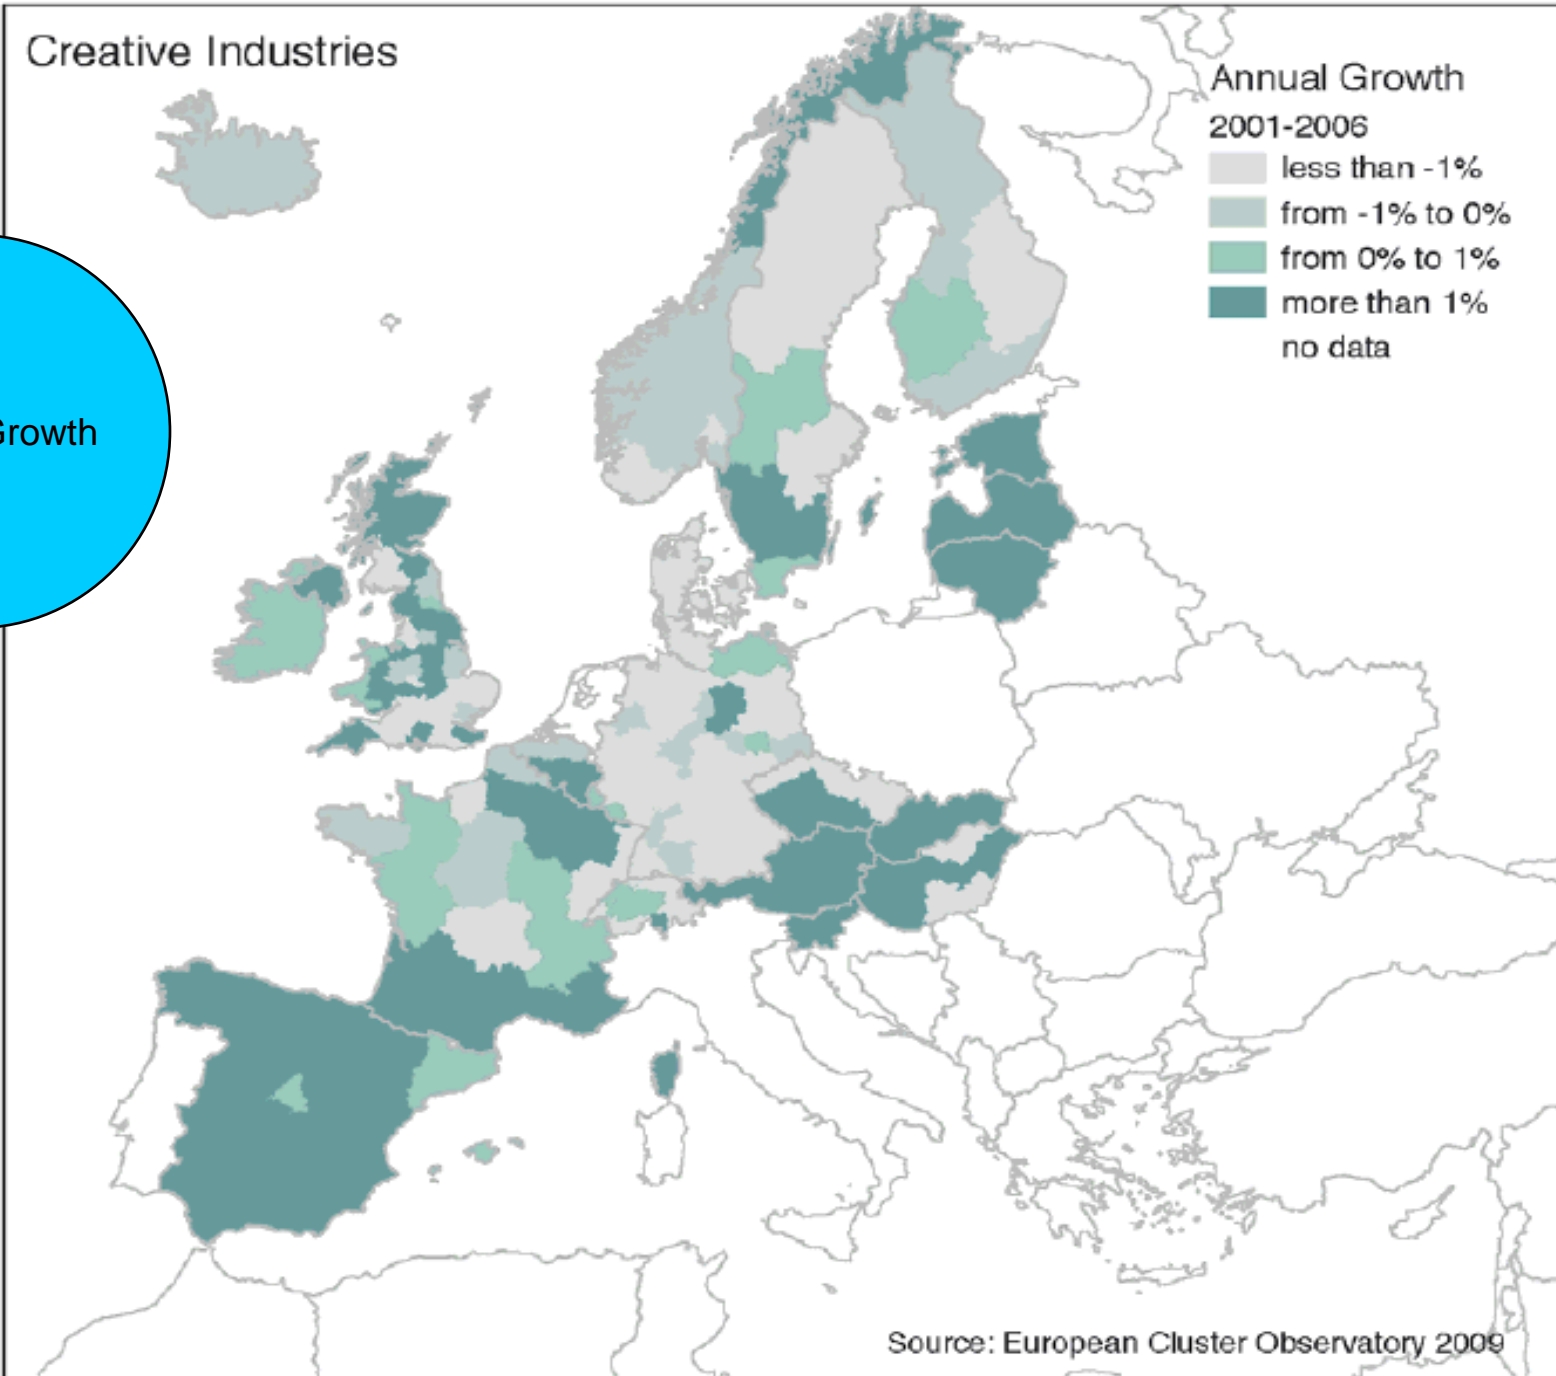 Creative Industries
Annual Growth
2001-2006
less than -1%
from -1% to 0%
from 0% to 1%
more than 1%
no data
Growth
Source: European Cluster Observatory 2009